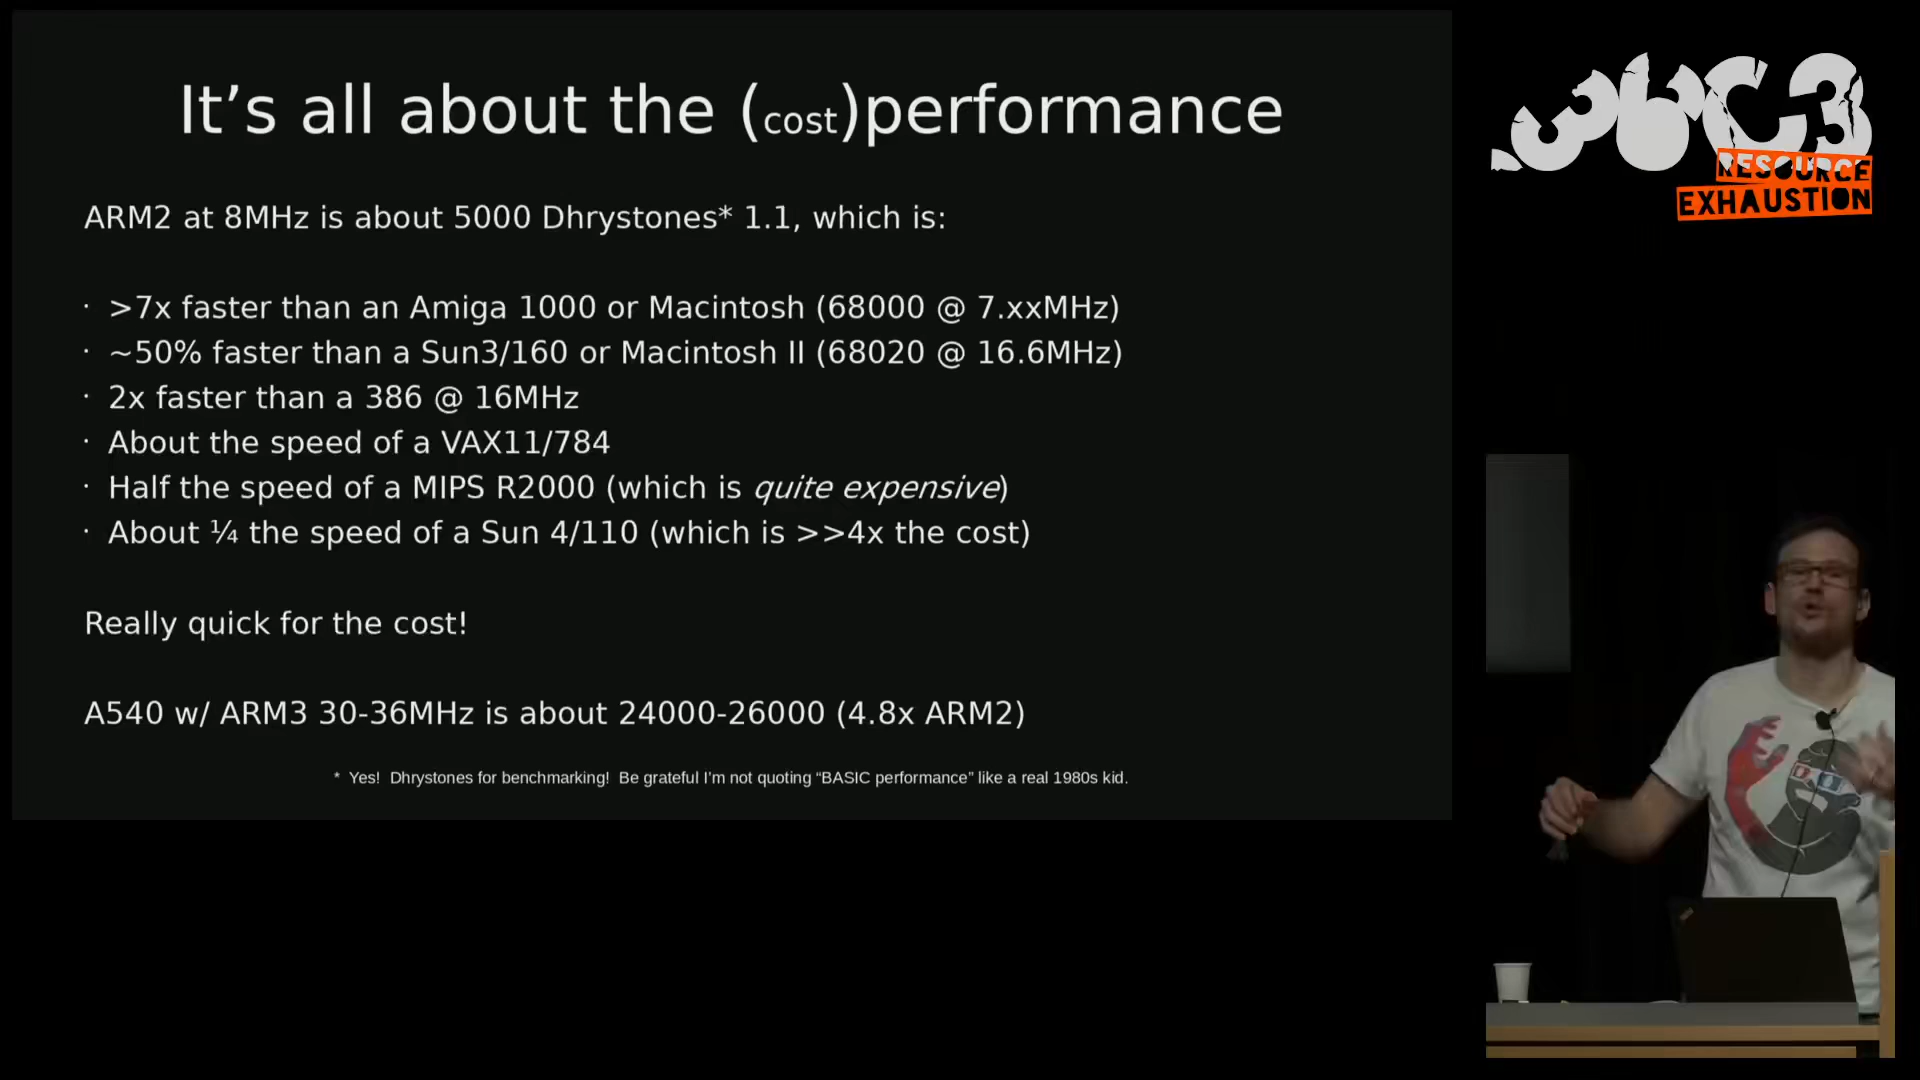 It’s all about the (cost)performance
ARM2 at 8MHz is about 5000 Dhrystones* 1.1, which is:
· >7x faster than an Amiga 1000 or Macintosh (68000 @ 7.xxMHz)
· ~50% faster than a Sun3/160 or Macintosh II (68020 @ 16.6MHz)
· 2x faster than a 386 @ 16MHz
· About the speed of a VAX11/784
· Half the speed of a MIPS R2000 (which is quite expensive)
· About ¼ the speed of a Sun 4/110 (which is >>4x the cost)
Really quick for the cost!
A540 w/ ARM3 30-36MHz is about 24000-26000 (4.8x ARM2)
* Yes! Dhrystones for benchmarking! Be grateful I’m not quoting “BASIC performance” like a real 1980s kid.
36C3
RESOURCE
EXHAUSTION